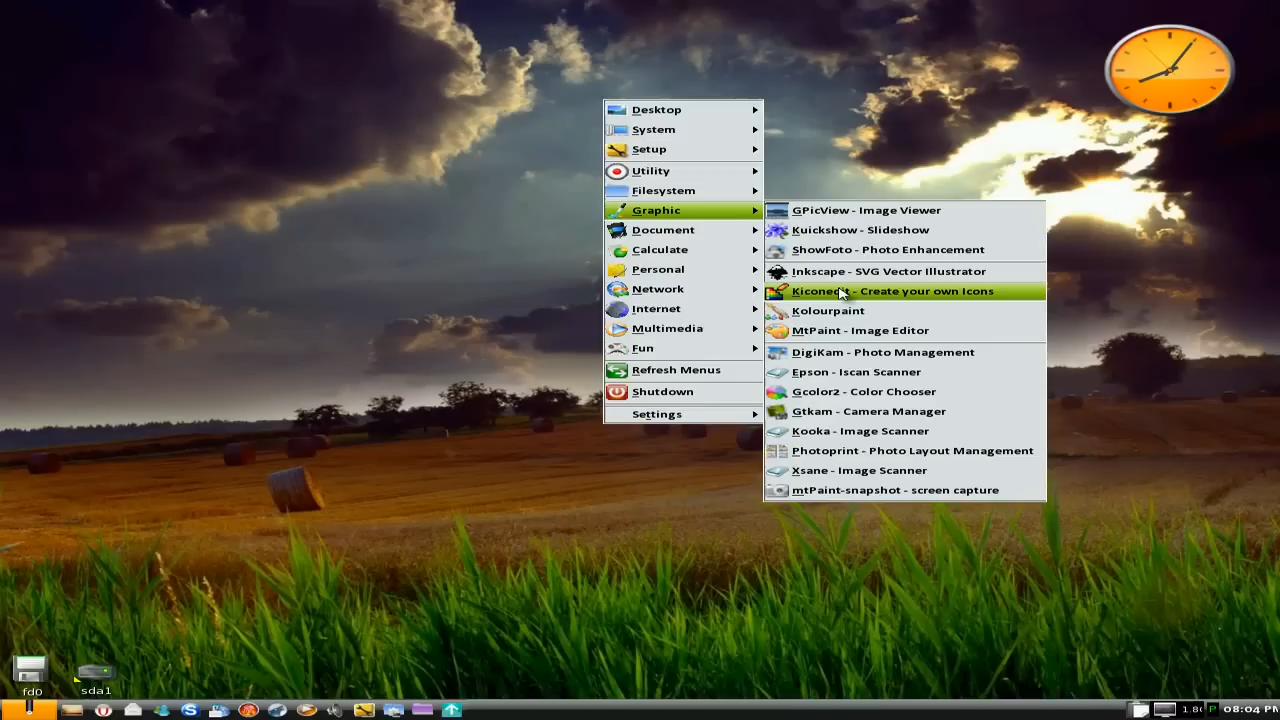 Desktop
System
Setup
Utility
Filesystem
Graphic
Document
Calculate
Personal
Network
Internet
Multimedia
Fun
Refresh Menus
Shutdown
Settings
GPicView - Image Viewer
Kuickshow - Slideshow
ShowFoto - Photo Enhancement
Inkscape - SVG Vector Illustrator
Kiconedit - Create your own Icons
Kolourpaint
MtPaint - Image Editor
DigiKam - Photo Management
Epson - Iscan Scanner
Gcolor2 - Color Chooser
Gtkam - Camera Manager
Kooka - Image Scanner
Photoprint - Photo Layout Management
Xsane - Image Scanner
mtPaint-snapshot - screen capture
fd0
sda1
08:04 PM